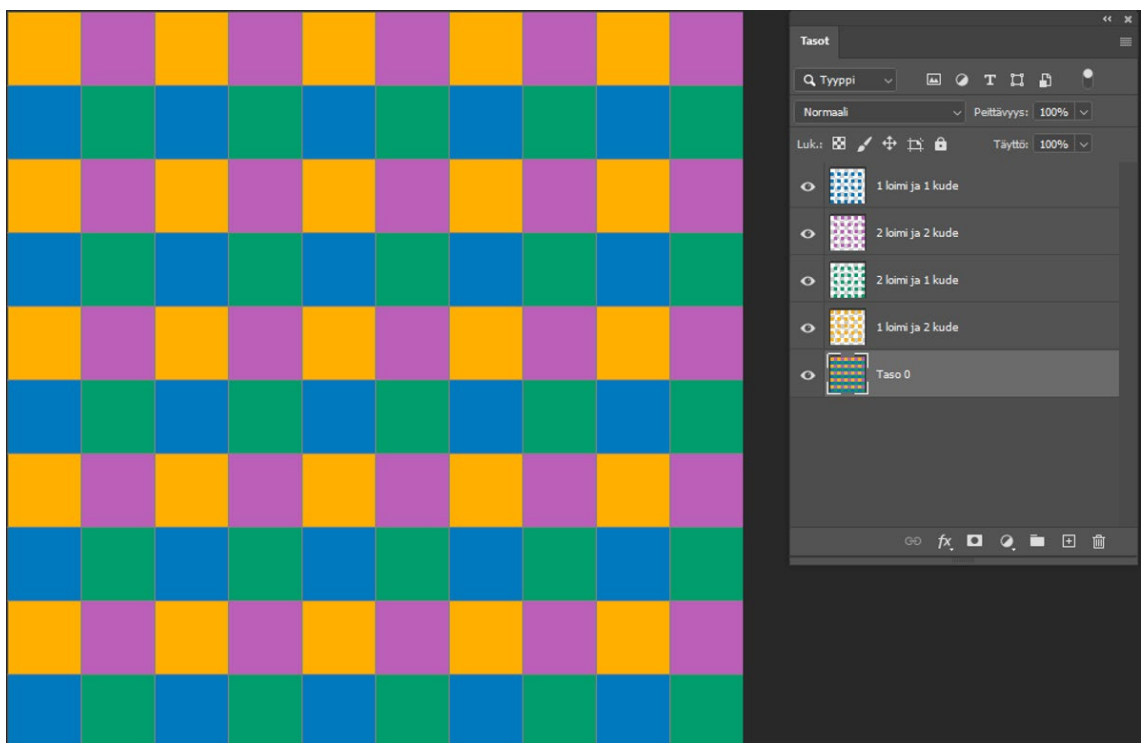 Tasot
Tyyppi
Normaali Peittävyys: 100%
Luk.: Täyttö: 100%
1 loimi ja 1 kude
2 loimi ja 2 kude
2 loimi ja 1 kude
1 loimi ja 2 kude
Taso 0
fx